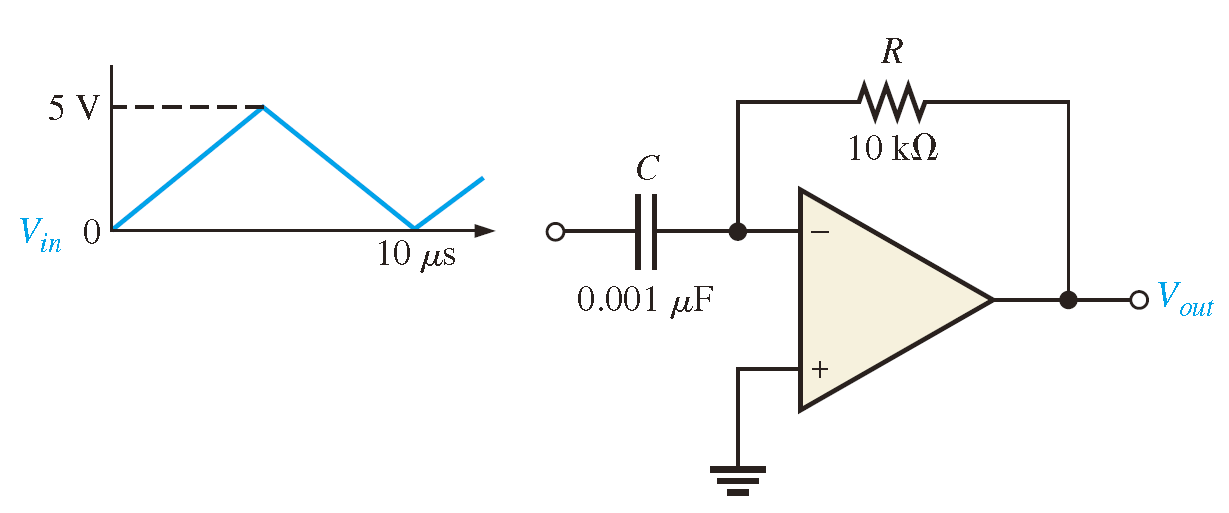 R
5 V
10 kΩ
C
V_in 0
10 μs
−
0.001 μF
V_out
+